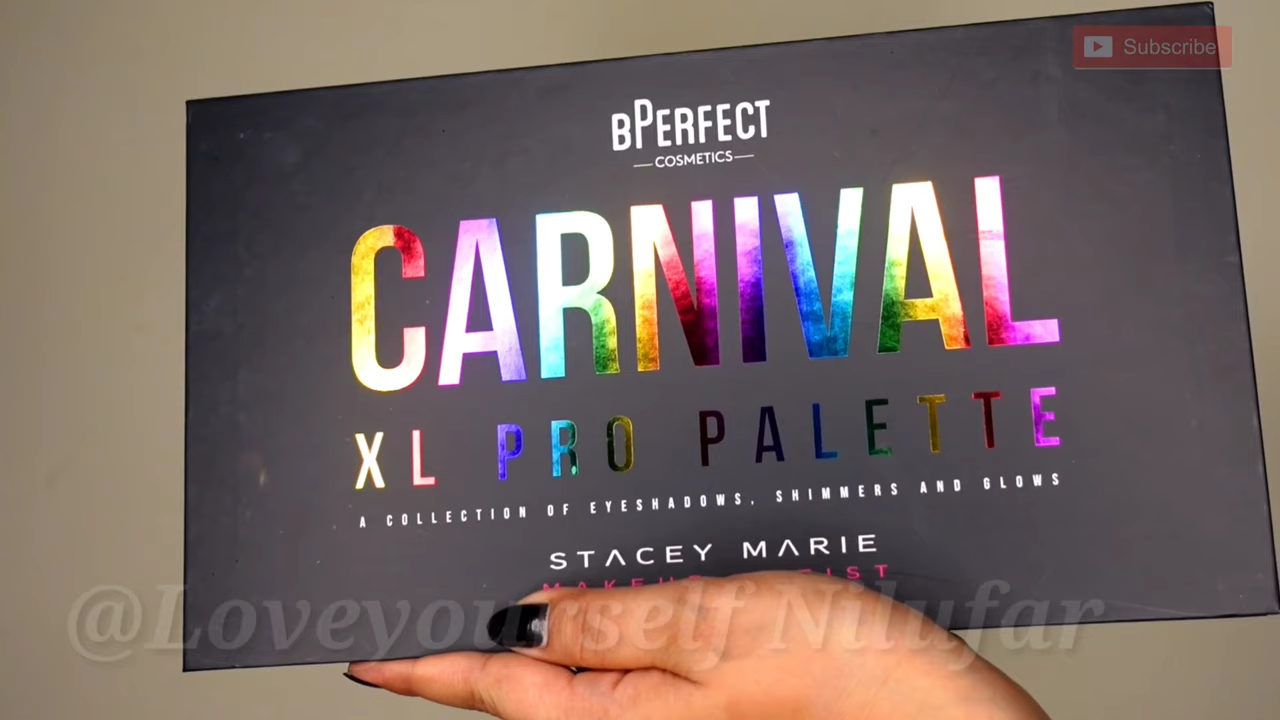 Subscribe
BPERFECT
COSMETICS
CARNIVAL
XL PRO PALETTE
A COLLECTION OF EYESHADOWS, SHIMMERS AND GLOWS
STACEY MARIE
@Loveyourself Nilufar